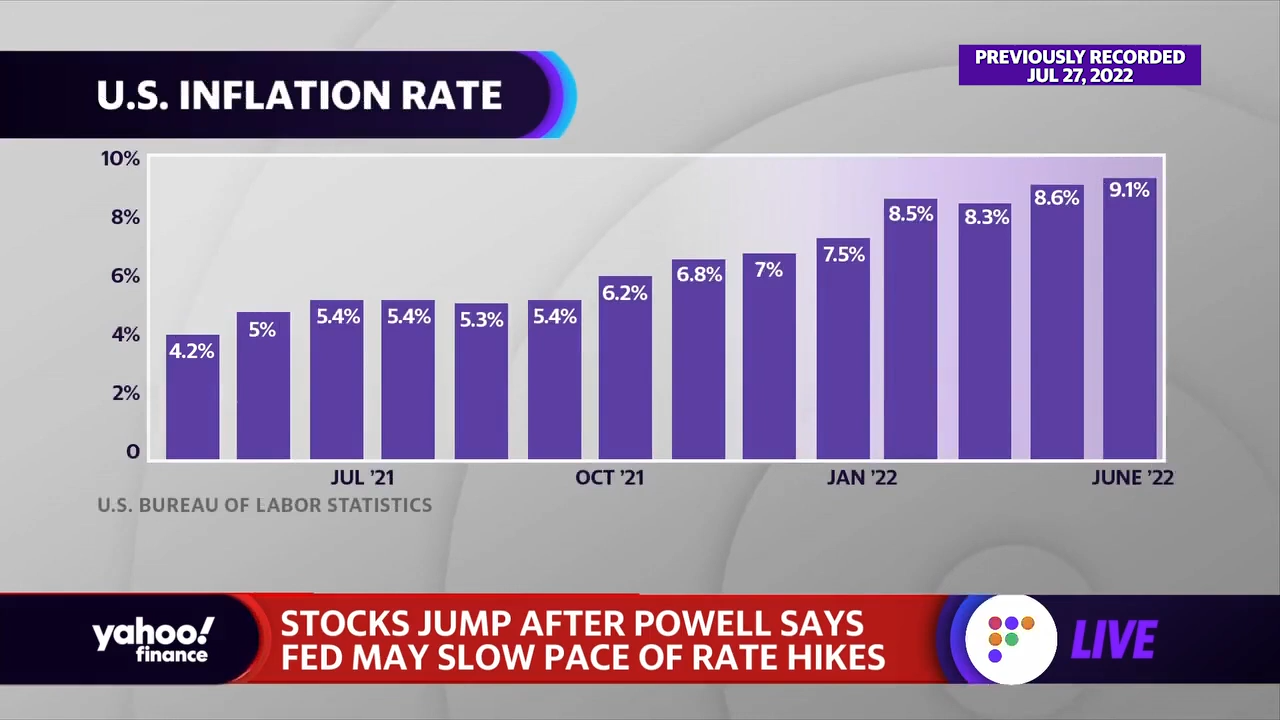 PREVIOUSLY RECORDED
JUL 27, 2022
U.S. INFLATION RATE
10%
8%
6%
4%
2%
0
4.2%
5%
5.4%
5.4%
5.3%
5.4%
6.2%
6.8%
7%
7.5%
8.5%
8.3%
8.6%
9.1%
JUL ’21
OCT ’21
JAN ’22
JUNE ’22
U.S. BUREAU OF LABOR STATISTICS
yahoo!
finance
STOCKS JUMP AFTER POWELL SAYS
FED MAY SLOW PACE OF RATE HIKES
LIVE